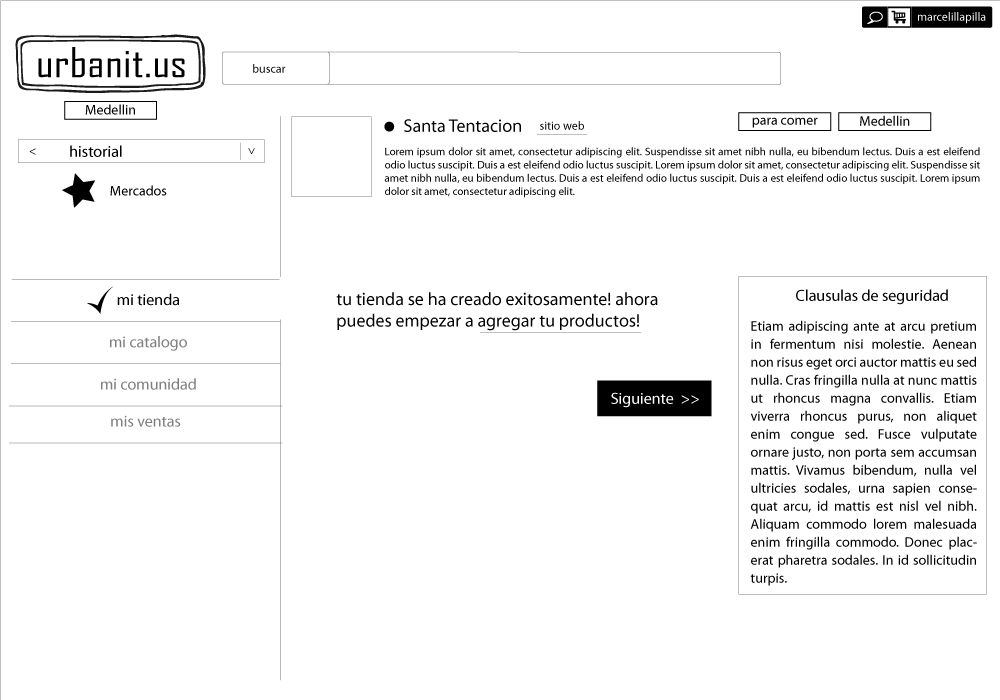 marcelillapilla
urbanit.us
buscar
Medellin
< historial v
Mercados
Santa Tentacion sitio web
para comer Medellin
Lorem ipsum dolor sit amet, consectetur adipiscing elit. Suspendisse sit amet nibh nulla, eu bibendum lectus. Duis a est eleifend
odio luctus suscipit. Duis a est eleifend odio luctus suscipit. Lorem ipsum dolor sit amet, consectetur adipiscing elit. Suspendisse sit
amet nibh nulla, eu bibendum lectus. Duis a est eleifend odio luctus suscipit. Duis a est eleifend odio luctus suscipit. Lorem ipsum
dolor sit amet, consectetur adipiscing elit.
mi tienda
mi catalogo
mi comunidad
mis ventas
tu tienda se ha creado exitosamente! ahora
puedes empezar a agregar tu productos!
Siguiente >>
Clausulas de seguridad
Etiam adipiscing ante at arcu pretium
in fermentum nisi molestie. Aenean
non risus eget orci auctor mattis eu sed
nulla. Cras fringilla nulla at nunc mattis
ut rhoncus magna convallis. Etiam
viverra rhoncus purus, non aliquet
enim congue sed. Fusce vulputate
ornare justo, non porta sem accumsan
mattis. Vivamus bibendum, nulla vel
ultricies sodales, urna sapien conse-
quat arcu, id mattis est nisl vel nibh.
Aliquam commodo lorem malesuada
enim fringilla commodo. Donec plac-
erat pharetra sodales. In id sollicitudin
turpis.